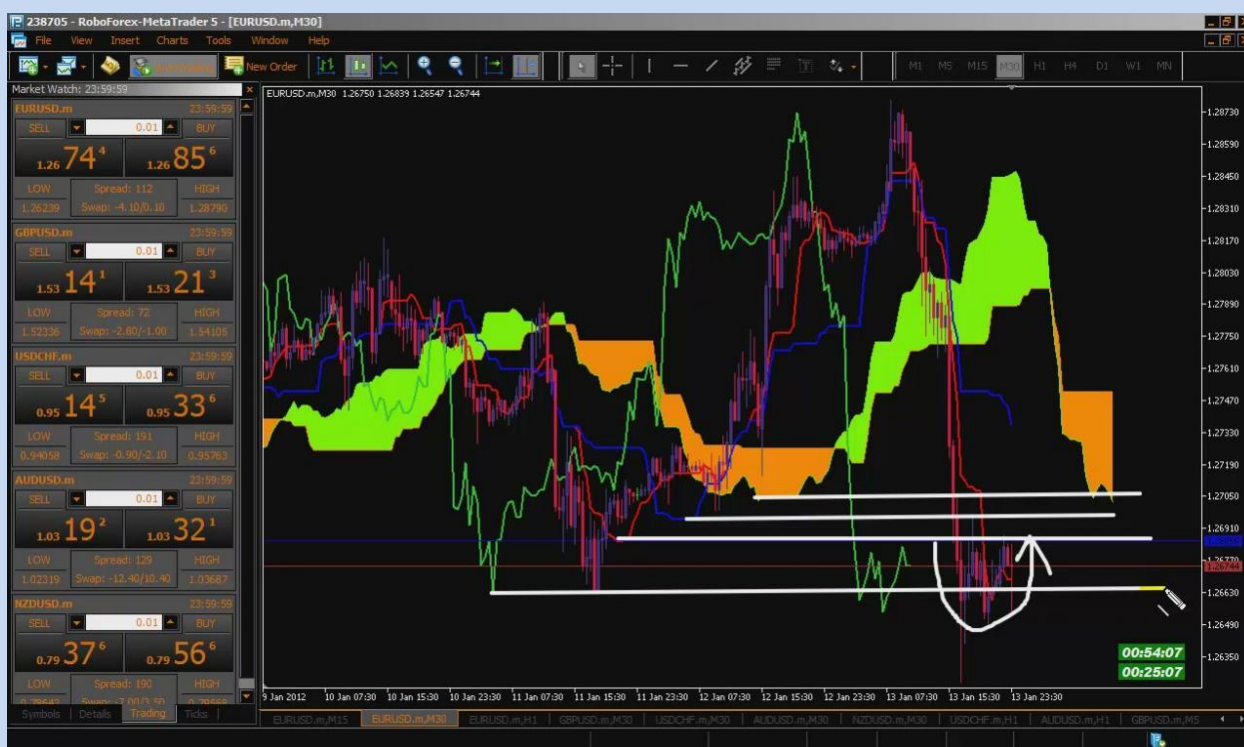 238705 - RoboForex-MetaTrader 5 - [EURUSD.m,M30]
File View Insert Charts Tools Window Help
New Order M1 M5 M15 M30 H1 H4 D1 W1 MN
Market Watch: 23:59:59
EURUSD.m 23:59:59
SELL 0.01 BUY
1.26 74 4 1.26 85 6
LOW Spread: 112 HIGH
1.26239 Swap: -4.10/0.10 1.28790
GBPUSD.m 23:59:59
SELL 0.01 BUY
1.53 14 1 1.53 21 3
LOW Spread: 72 HIGH
1.52336 Swap: -2.80/-1.00 1.54105
USDCHF.m 23:59:59
SELL 0.01 BUY
0.95 14 5 0.95 33 6
LOW Spread: 191 HIGH
0.94058 Swap: -0.90/-2.10 0.95763
AUDUSD.m 23:59:59
SELL 0.01 BUY
1.03 19 2 1.03 32 1
LOW Spread: 129 HIGH
1.02319 Swap: -12.40/10.40 1.03687
NZDUSD.m 23:59:59
SELL 0.01 BUY
0.79 37 6 0.79 56 6
LOW Spread: 190 HIGH
Symbols Details Trading Ticks
EURUSD.m,M30 1.26750 1.26839 1.26547 1.26744
1.28730
1.28590
1.28450
1.28310
1.28170
1.28030
1.27890
1.27750
1.27610
1.27470
1.27330
1.27190
1.27050
1.26910
1.26770
1.26744
1.26630
1.26490
1.26350
00:54:07
00:25:07
9 Jan 2012 10 Jan 07:30 10 Jan 15:30 10 Jan 23:30 11 Jan 07:30 11 Jan 15:30 11 Jan 23:30 12 Jan 07:30 12 Jan 15:30 12 Jan 23:30 13 Jan 07:30 13 Jan 15:30 13 Jan 23:30
EURUSD.m,M15 EURUSD.m,M30 EURUSD.m,H1 GBPUSD.m,M30 USDCHF.m,M30 AUDUSD.m,M30 NZDUSD.m,M30 USDCHF.m,H1 AUDUSD.m,H1 GBPUSD.m,M5